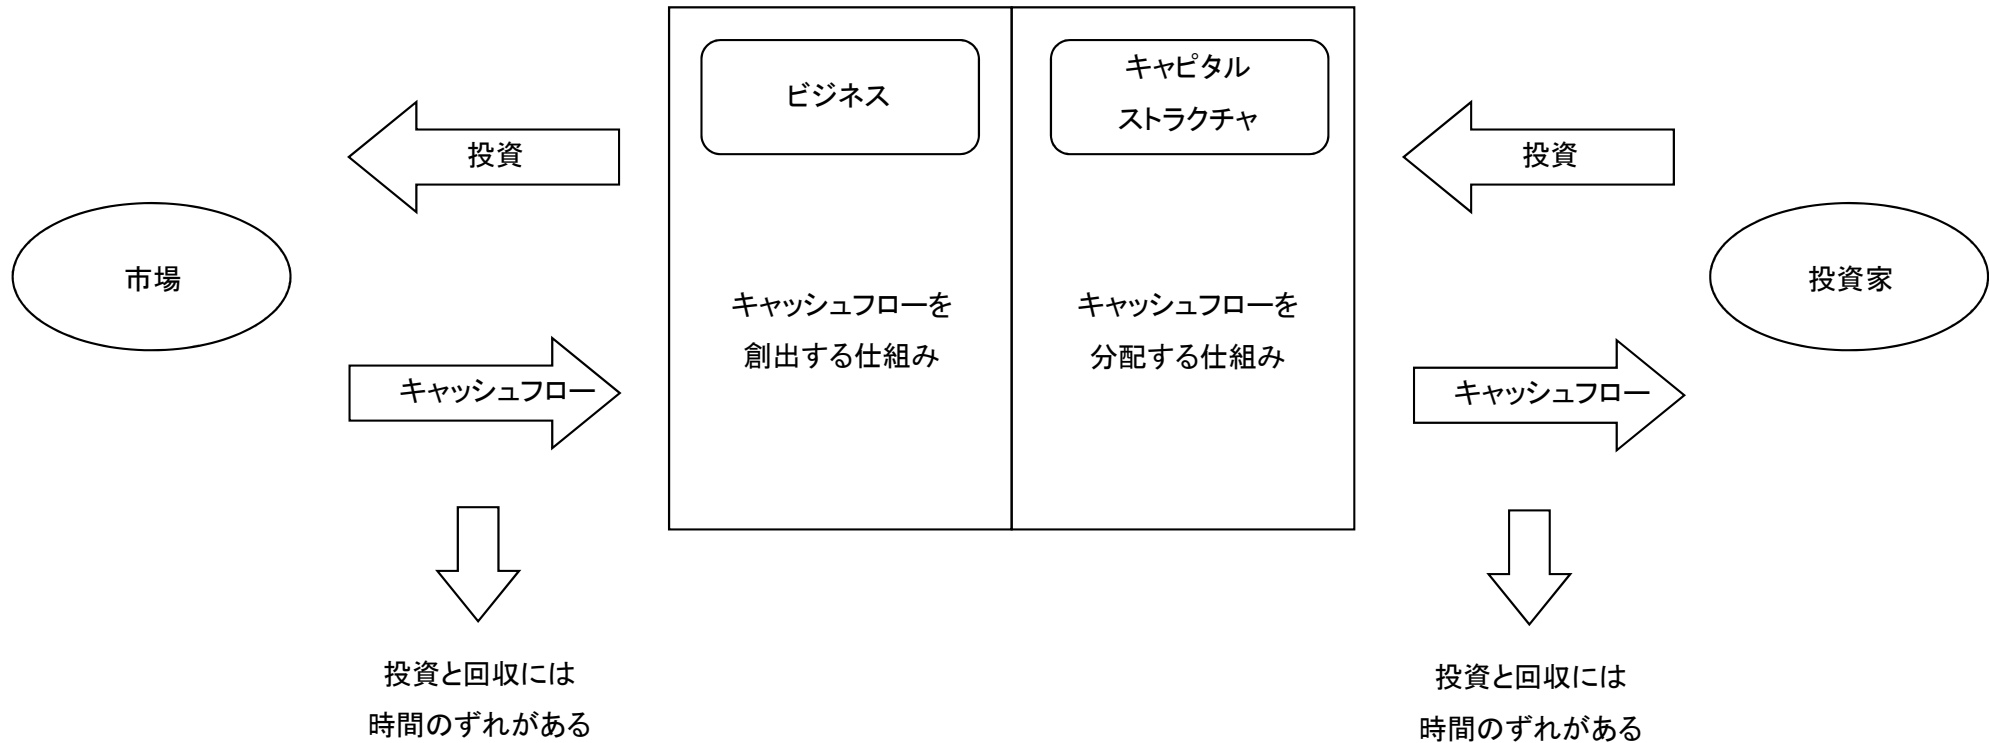 ビジネス
キャピタル
ストラクチャ
投資
投資
市場
投資家
キャッシュフローを
創出する仕組み
キャッシュフローを
分配する仕組み
キャッシュフロー
キャッシュフロー
投資と回収には
時間のずれがある
投資と回収には
時間のずれがある